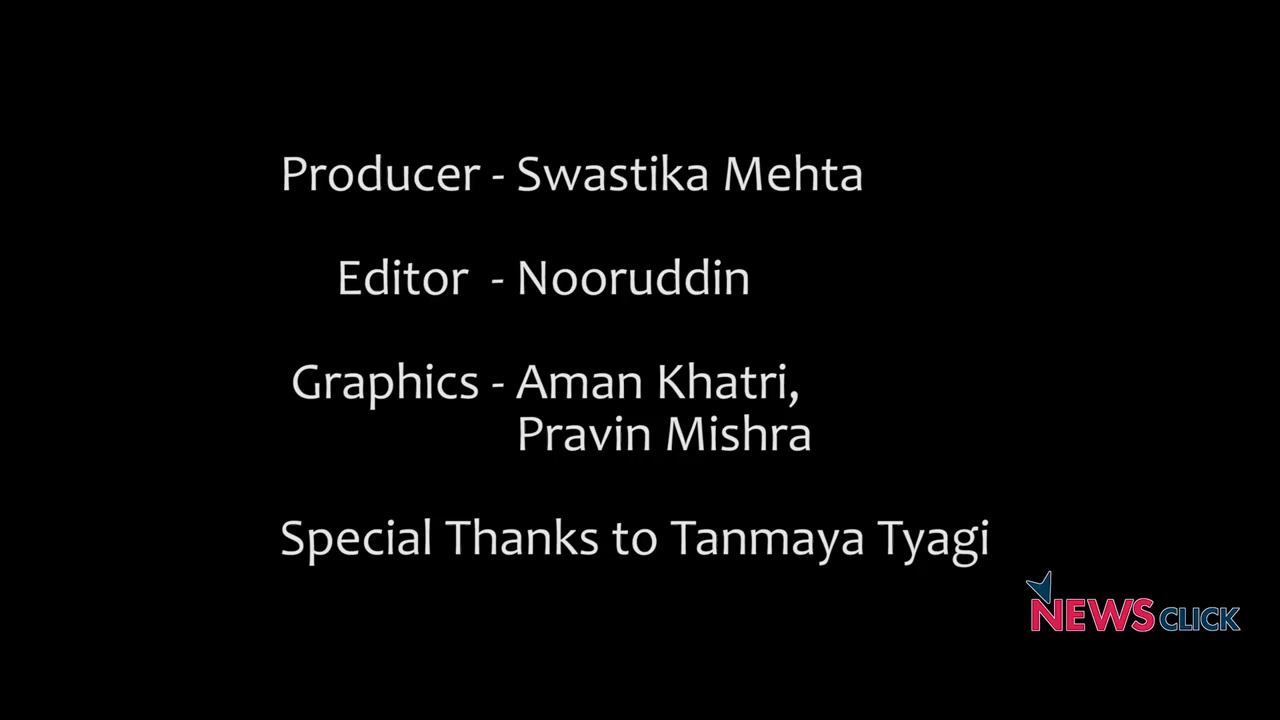 Producer - Swastika Mehta
Editor - Nooruddin
Graphics - Aman Khatri,
Pravin Mishra
Special Thanks to Tanmaya Tyagi
NEWSCLICK